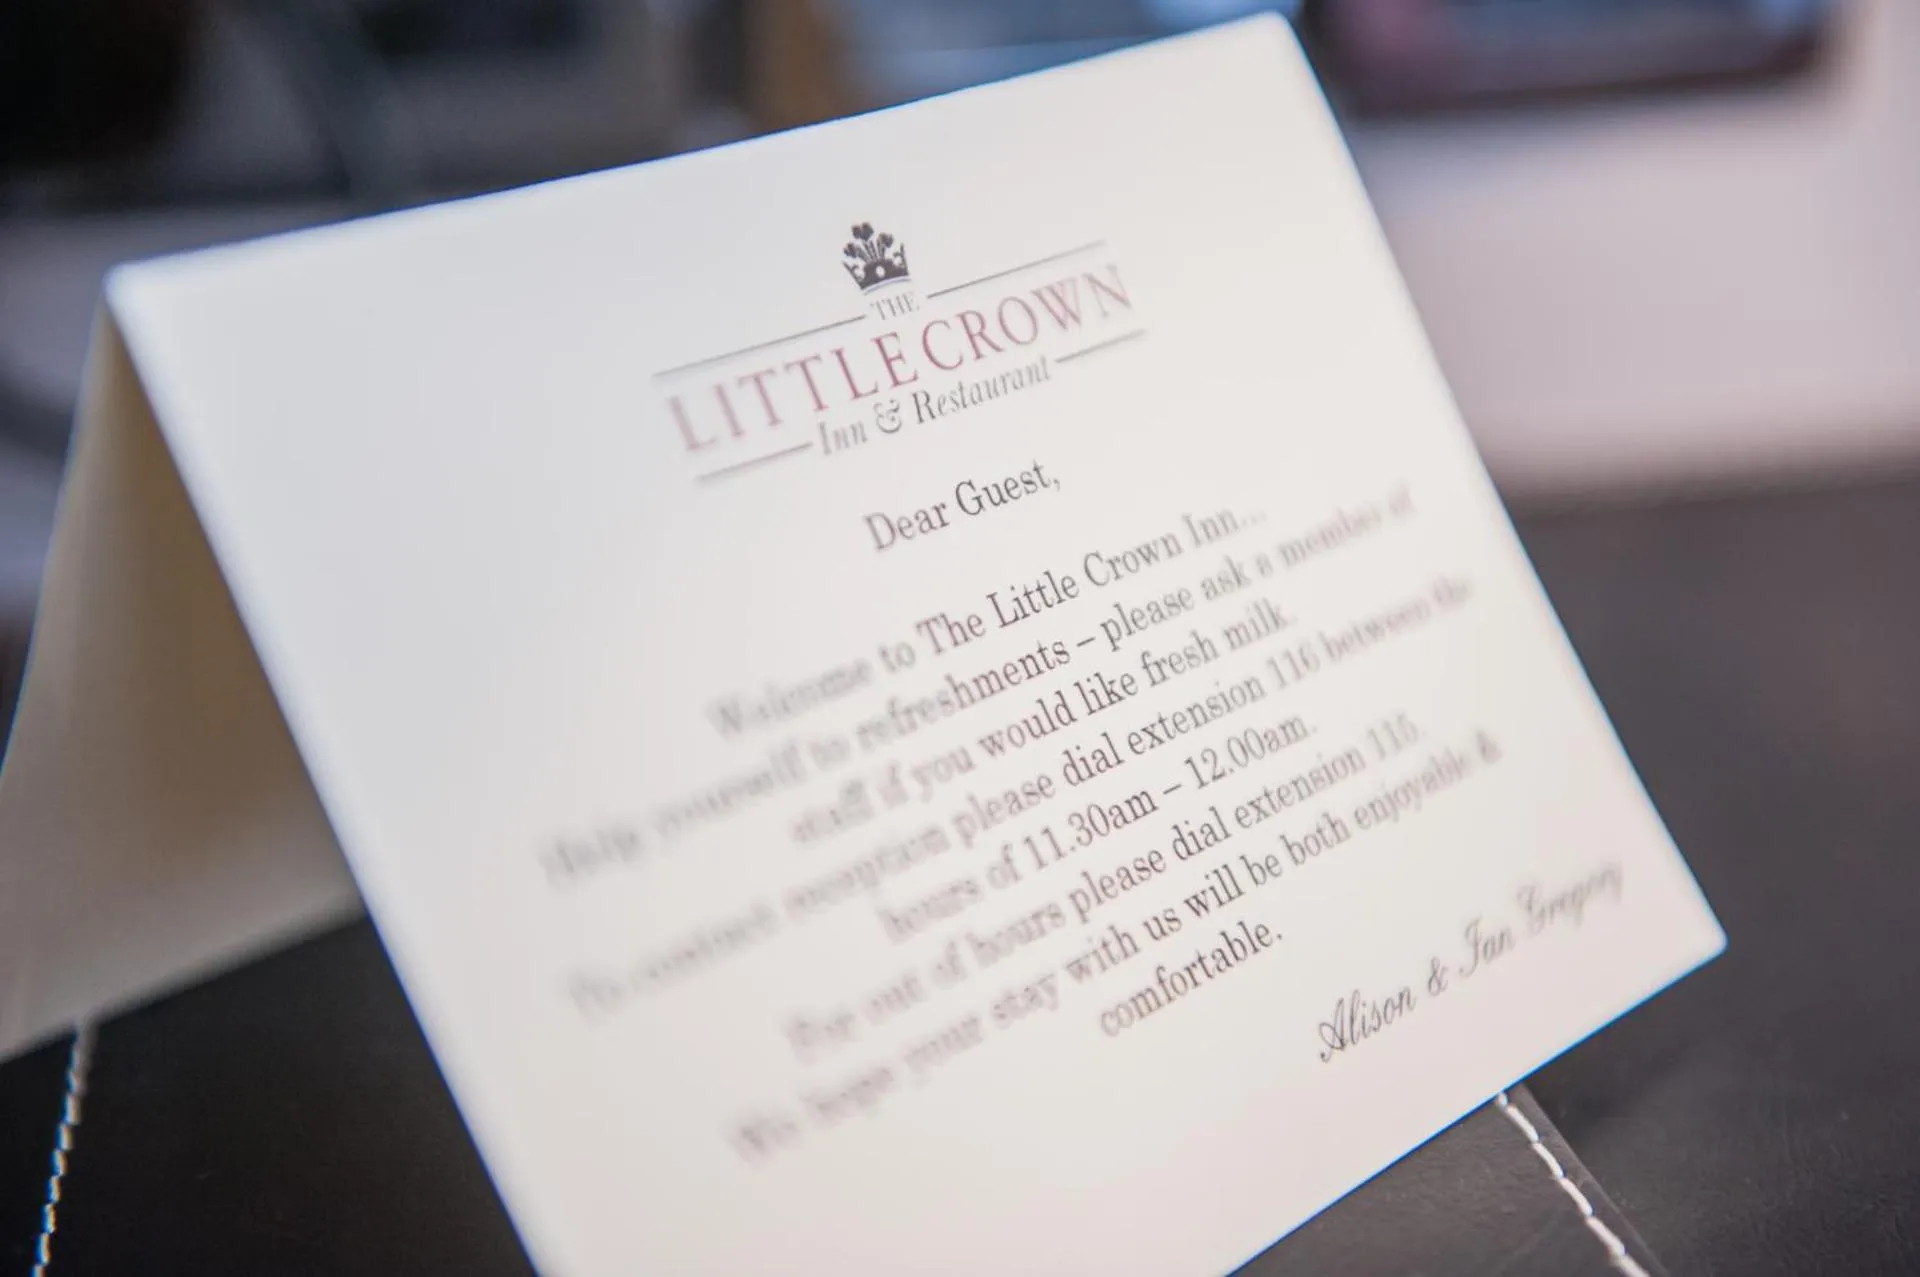 THE
LITTLE CROWN
Inn & Restaurant
Dear Guest,
Welcome to The Little Crown Inn...
Help yourself to refreshments – please ask a member of
staff if you would like fresh milk.
To contact reception please dial extension 116 between the
hours of 11.30am – 12.00am.
For out of hours please dial extension 115.
We hope your stay with us will be both enjoyable &
comfortable.
Alison & Ian Gregory